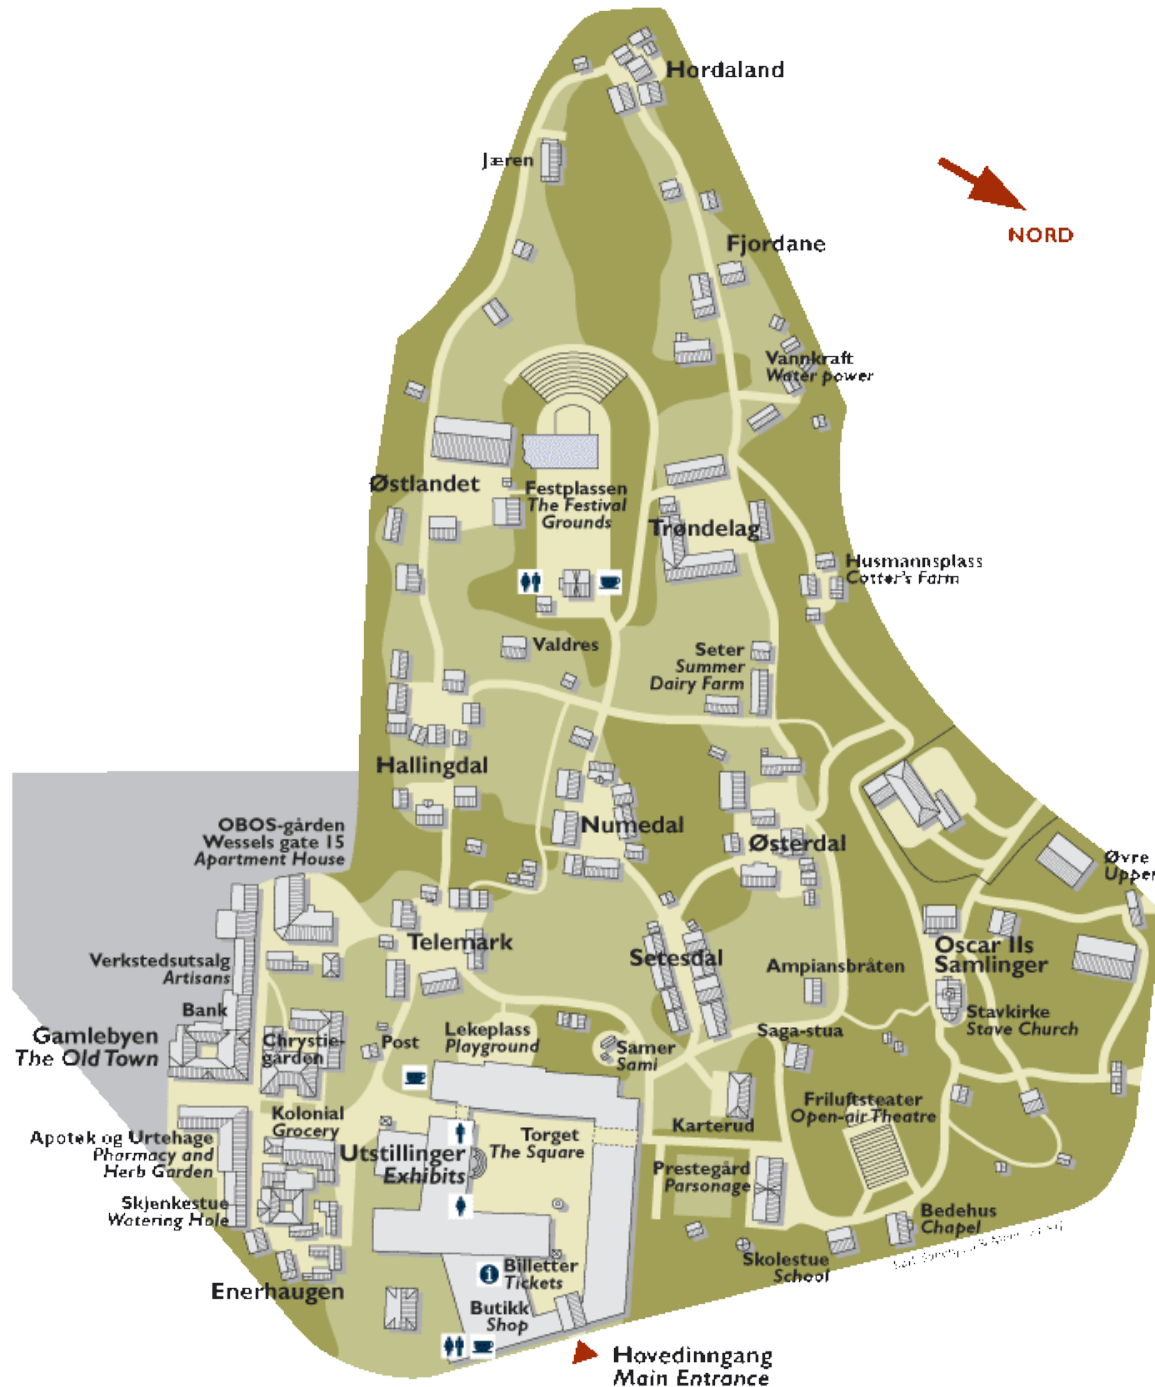 Hordaland
Jæren
NORD
Fjordane
Vannkraft
Water power
Østlandet
Festplassen
The Festival
Grounds
Trøndelag
Husmannsplass
Cotter's Farm
Valdres
Seter
Summer
Dairy Farm
Hallingdal
OBOS-gården
Wessels gate 15
Apartment House
Numedal
Østerdal
Øvre
Upper
Telemark
Setesdal
Oscar IIs
Samlinger
Verkstedsutsalg
Artisans
Ampiansbråten
Bank
Stavkirke
Stave Church
Gamlebyen
The Old Town
Chrystie-
gården
Post
Lekeplass
Playground
Samer
Sami
Saga-stua
Friluftsteater
Open-air Theatre
Kolonial
Grocery
Karterud
Apotek og Urtehage
Pharmacy and
Herb Garden
Utstillinger
Exhibits
Torget
The Square
Prestegård
Parsonage
Skjenkestue
Watering Hole
Bedehus
Chapel
Skolestue
School
Billetter
Tickets
Enerhaugen
Butikk
Shop
Hovedinngang
Main Entrance